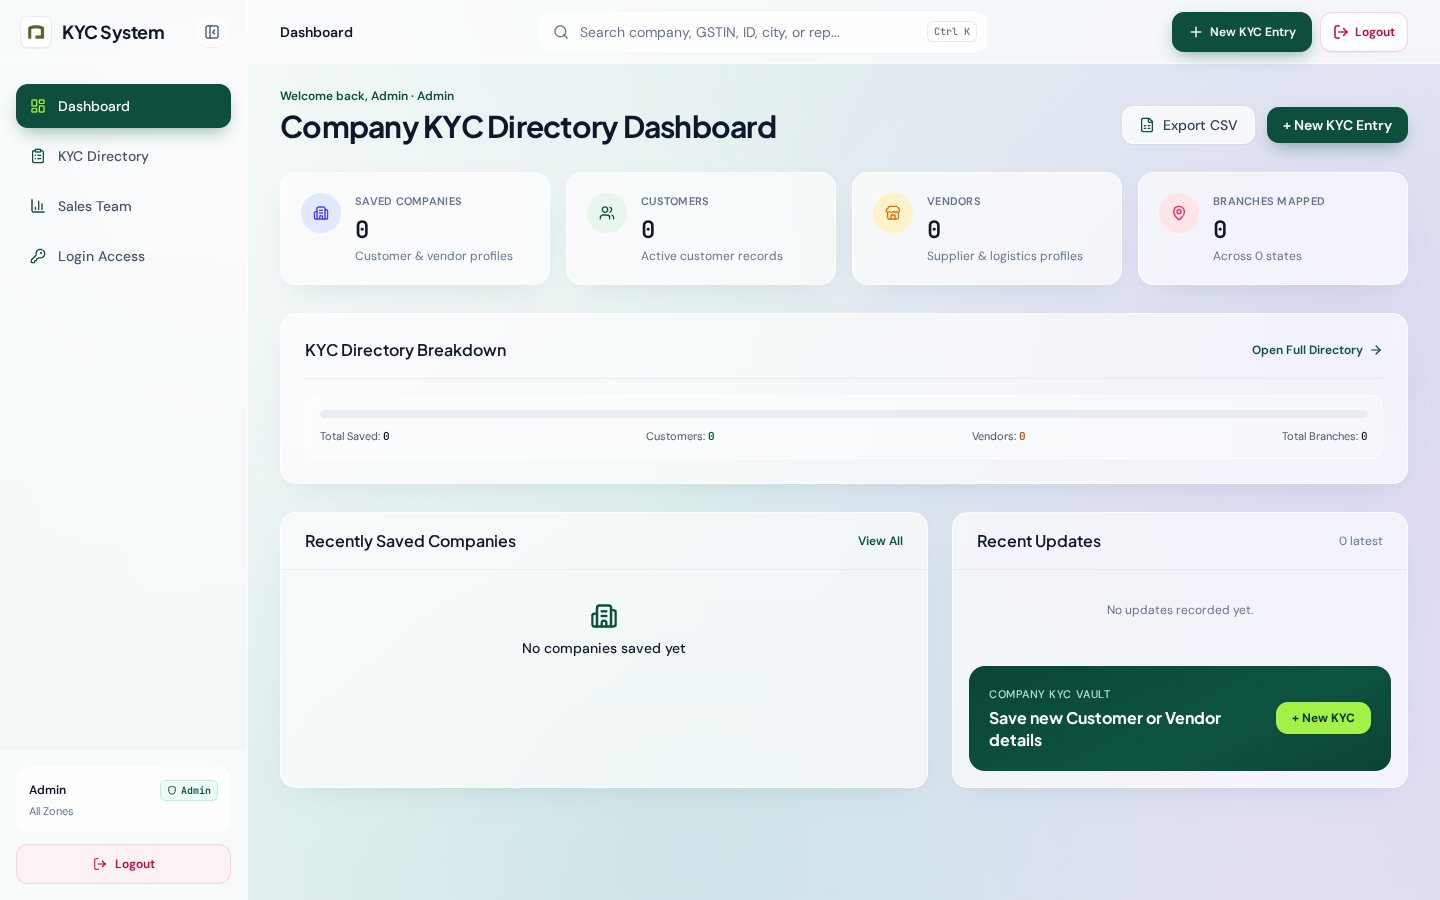 KYC System
Dashboard
Search company, GSTIN, ID, city, or rep...
Ctrl K
New KYC Entry
Logout
Dashboard
KYC Directory
Sales Team
Login Access
Welcome back, Admin · Admin
Company KYC Directory Dashboard
Export CSV
+ New KYC Entry
SAVED COMPANIES
0
Customer & vendor profiles
CUSTOMERS
0
Active customer records
VENDORS
0
Supplier & logistics profiles
BRANCHES MAPPED
0
Across 0 states
KYC Directory Breakdown
Open Full Directory
Total Saved: 0
Customers: 0
Vendors: 0
Total Branches: 0
Recently Saved Companies
View All
No companies saved yet
Recent Updates
0 latest
No updates recorded yet.
COMPANY KYC VAULT
Save new Customer or Vendor
details
+ New KYC
Admin
Admin
All Zones
Logout